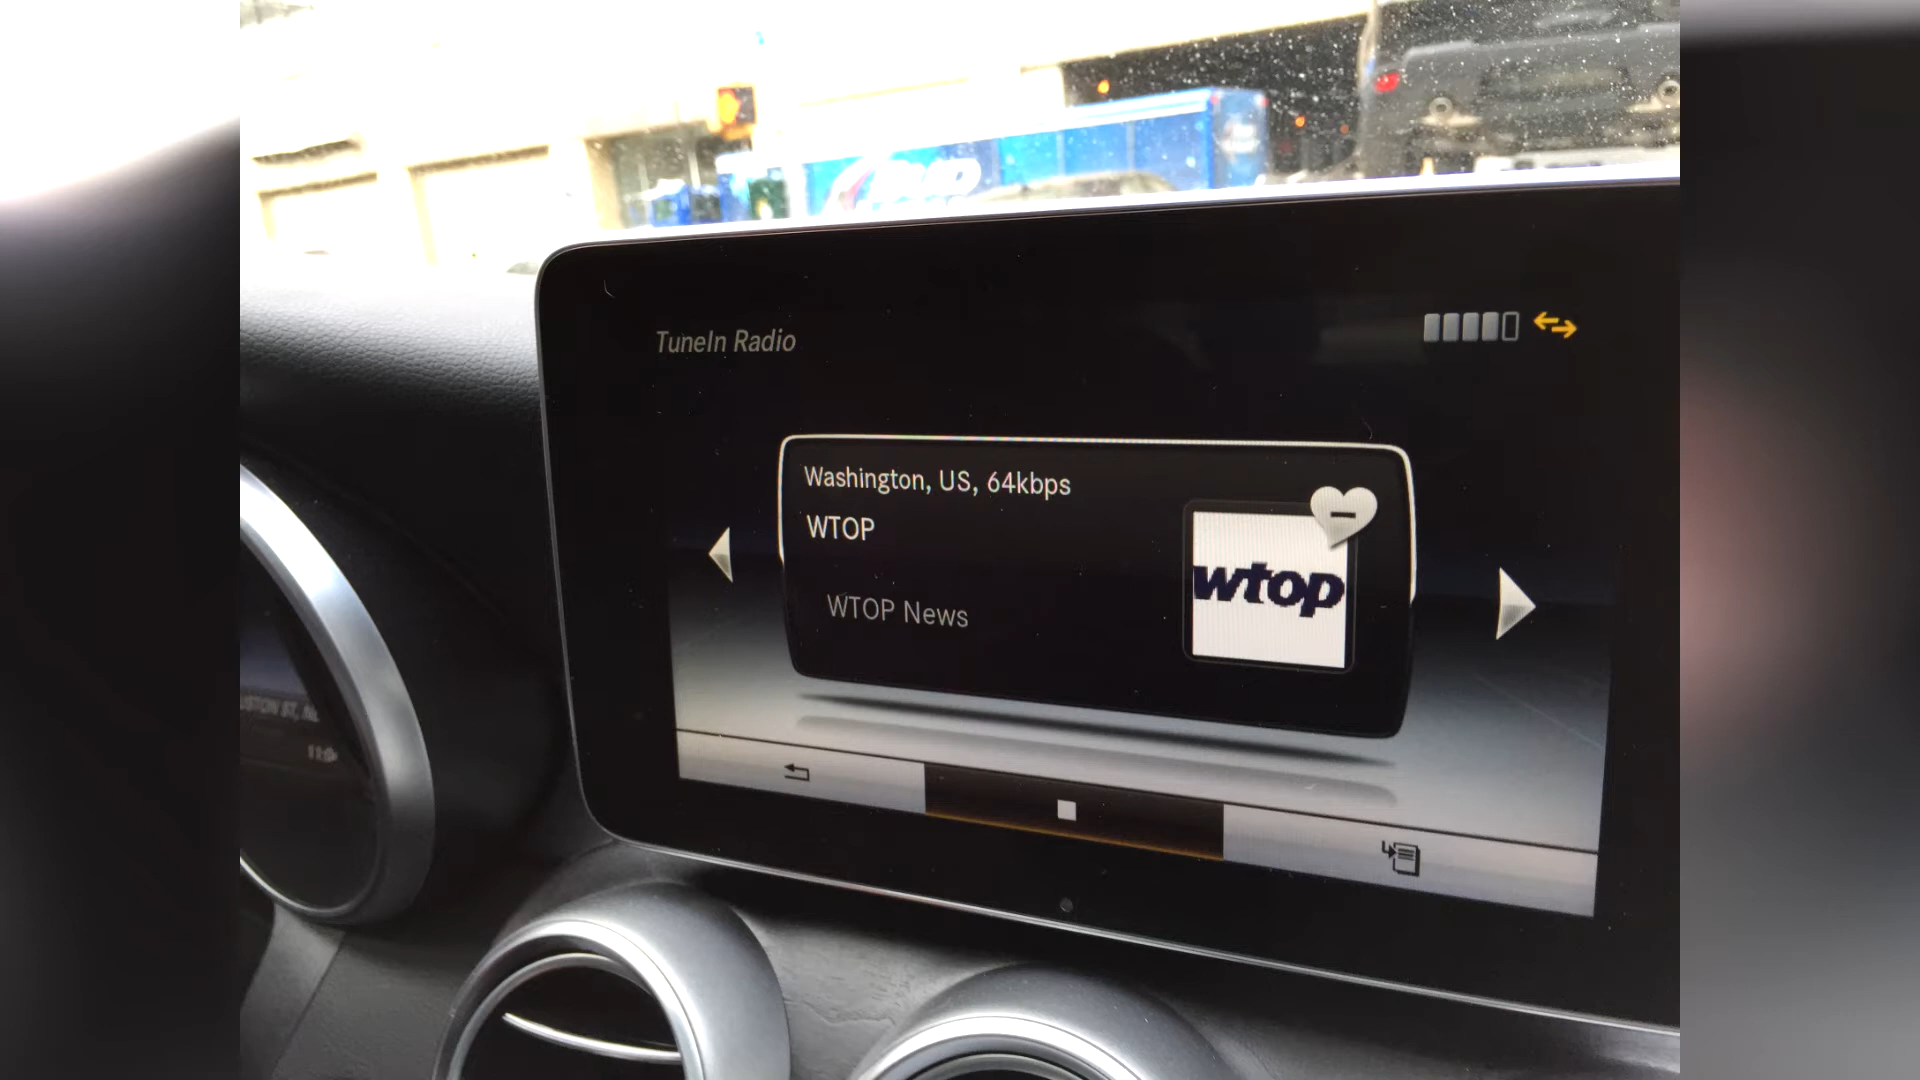 TuneIn Radio
Washington, US, 64kbps
WTOP
WTOP News
wtop